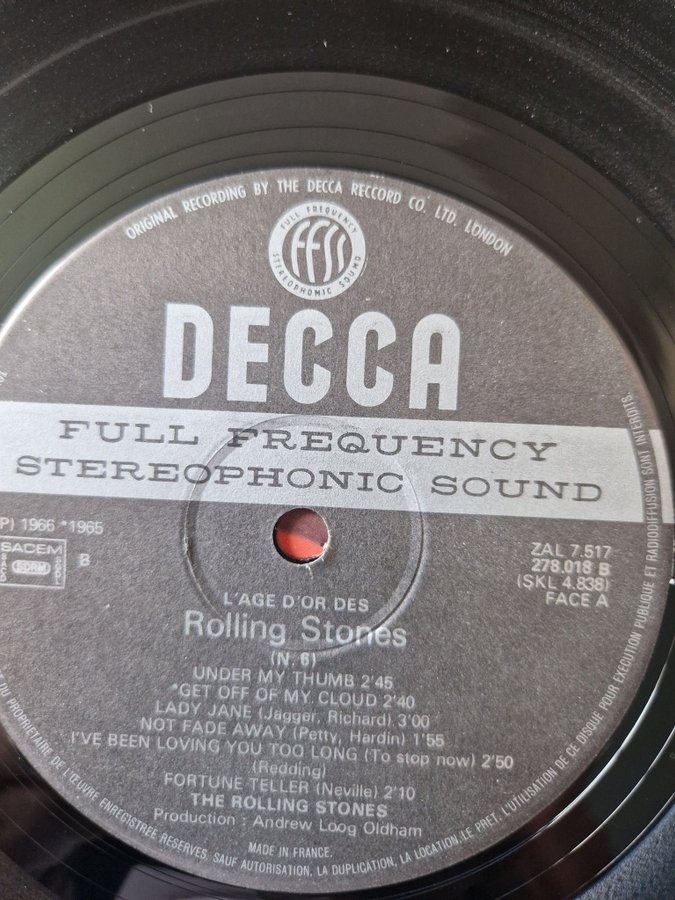 ORIGINAL RECORDING BY THE DECCA RECCORD CO. LTD. LONDON
FULL FREQUENCY
FFSS
STEREOPHONIC SOUND
DECCA
FULL FREQUENCY
STEREOPHONIC SOUND
P) 1966 *1965
SACEM
SDRM
B
ZAL 7.517
278.018 B
(SKL 4.838)
FACE A
L'AGE D'OR DES
Rolling Stones
(N. 6)
UNDER MY THUMB 2'45
*GET OFF OF MY CLOUD 2'40
LADY JANE (Jagger, Richard) 3'00
NOT FADE AWAY (Petty, Hardin) 1'55
I'VE BEEN LOVING YOU TOO LONG (To stop now) 2'50
(Redding)
FORTUNE TELLER (Neville) 2'10
THE ROLLING STONES
Production : Andrew Loog Oldham
MADE IN FRANCE.
ET DU PROPRIETAIRE DE L'ŒUVRE ENREGISTREE RESERVES. SAUF AUTORISATION, LA DUPLICATION, LA LOCATION, LE PRET, L'UTILISATION DE CE DISQUE POUR EXECUTION PUBLIQUE ET RADIODIFFUSION SONT INTERDITS.